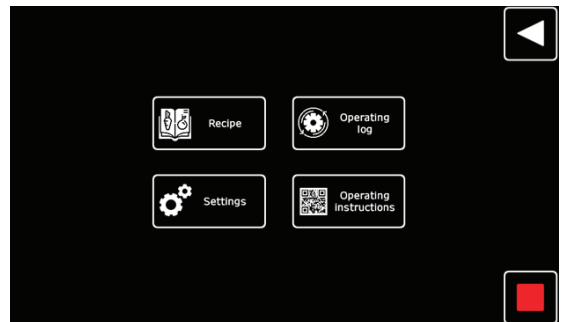 Recipe
Operating
log
Settings
Operating
instructions